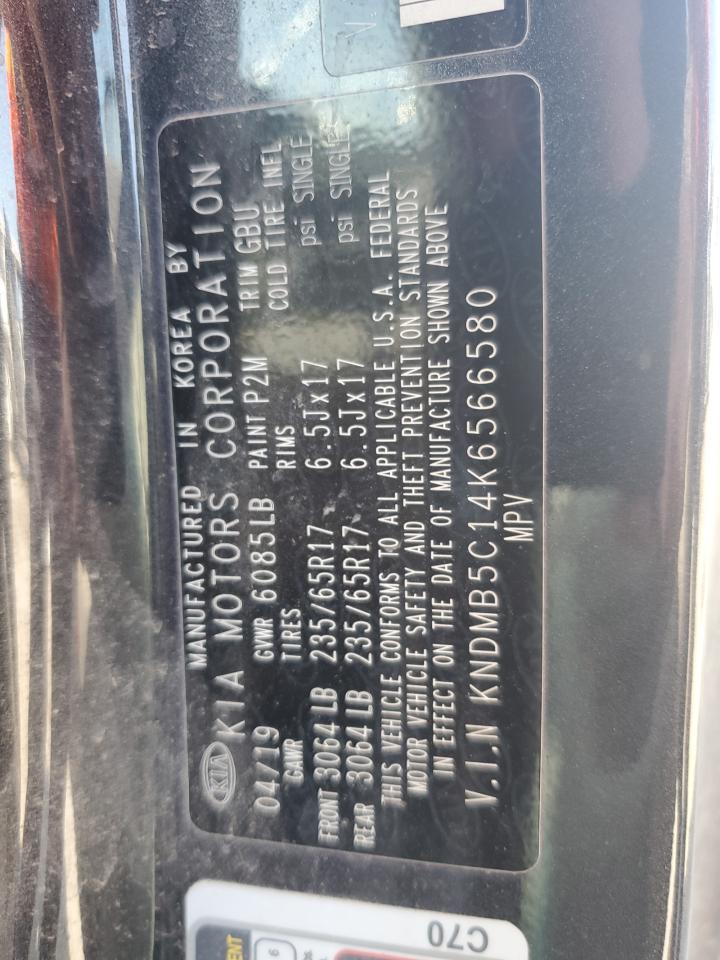 MANUFACTURED IN KOREA BY
KIA KIA MOTORS CORPORATION
04/19 GVWR 6085LB PAINT P2M TRIM GBU
GAWR TIRES RIMS COLD TIRE INFL
FRONT 3064LB 235/65R17 6.5Jx17 psi SINGLE
REAR 3064LB 235/65R17 6.5Jx17 psi SINGLE
THIS VEHICLE CONFORMS TO ALL APPLICABLE U.S.A. FEDERAL
MOTOR VEHICLE SAFETY AND THEFT PREVENTION STANDARDS
IN EFFECT ON THE DATE OF MANUFACTURE SHOWN ABOVE
V.I.N KNDMB5C14K6566580
MPV
C70